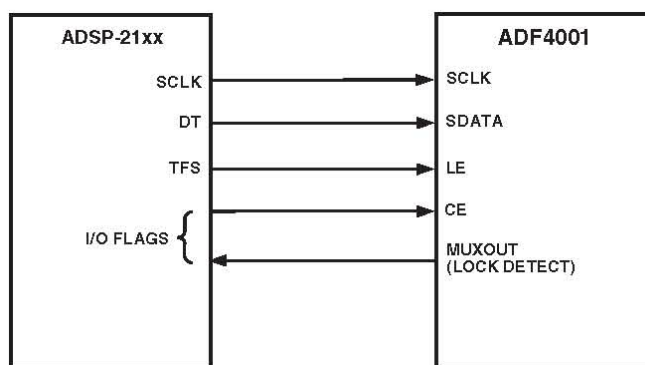 ADSP-21xx
ADF4001
SCLK
SCLK
DT
SDATA
TFS
LE
CE
I/O FLAGS
MUXOUT
(LOCK DETECT)